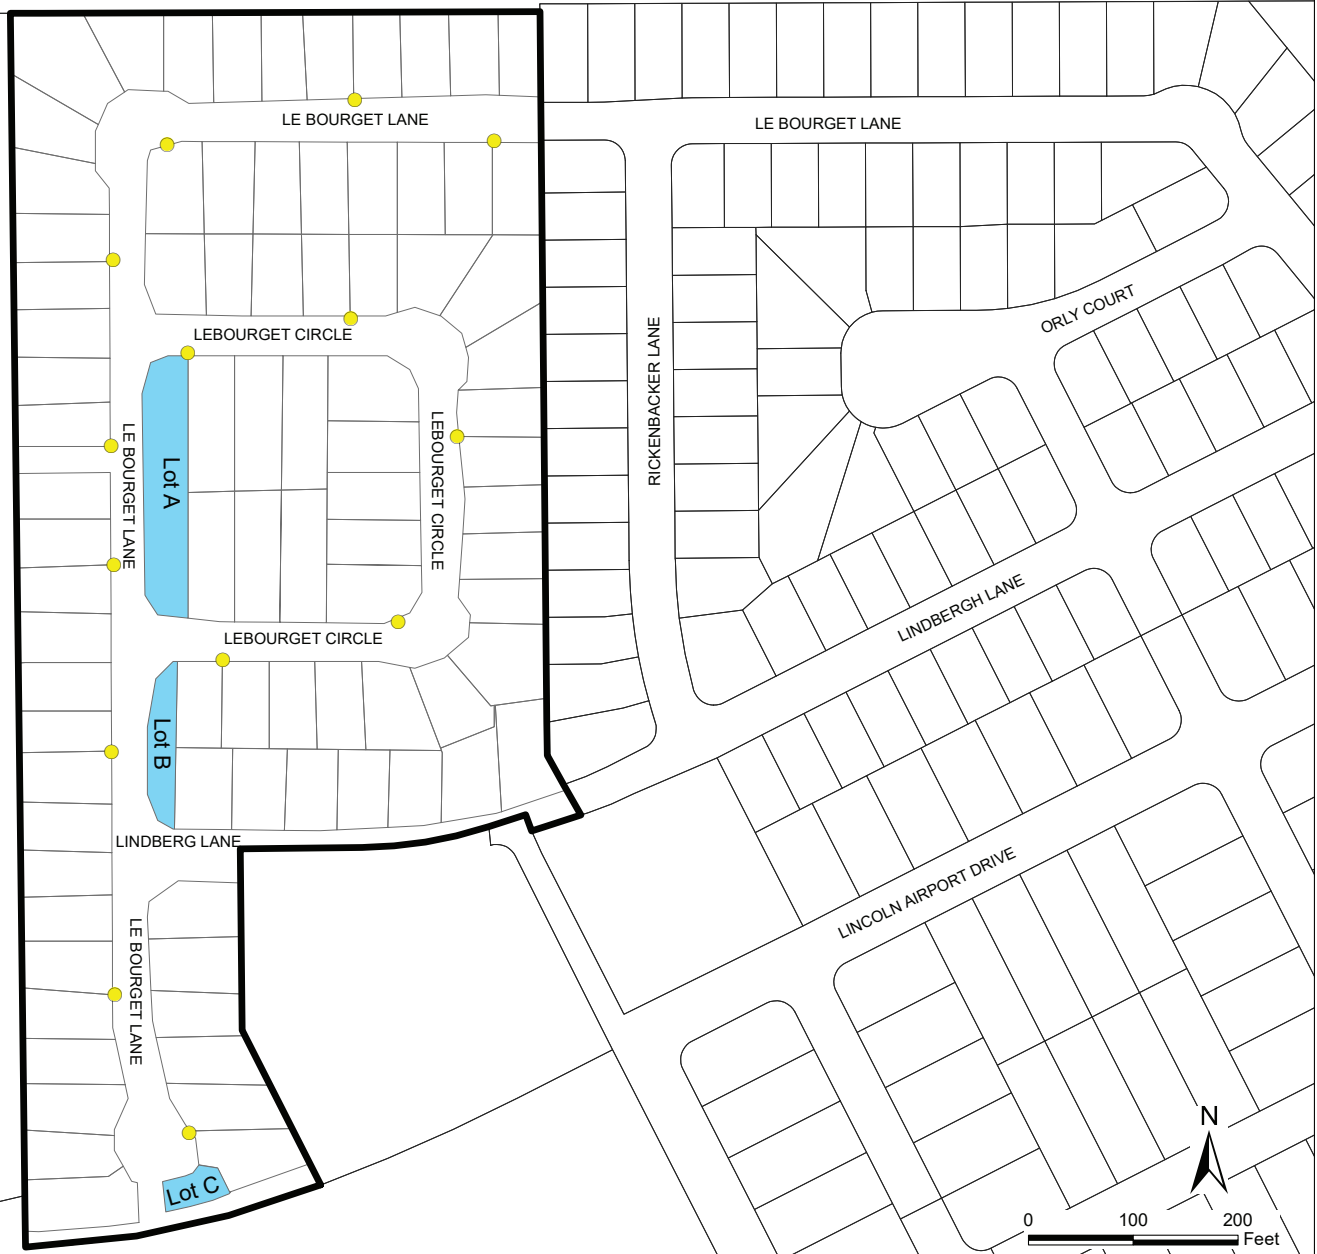 LE BOURGET LANE
LE BOURGET LANE
ORLY COURT
LEBOURGET CIRCLE
RICKENBACKER LANE
LE BOURGET LANE
Lot A
LEBOURGET CIRCLE
LINDBERGH LANE
LEBOURGET CIRCLE
Lot B
LINDBERG LANE
LINCOLN AIRPORT DRIVE
LE BOURGET LANE
N
Lot C
0 100 200
Feet